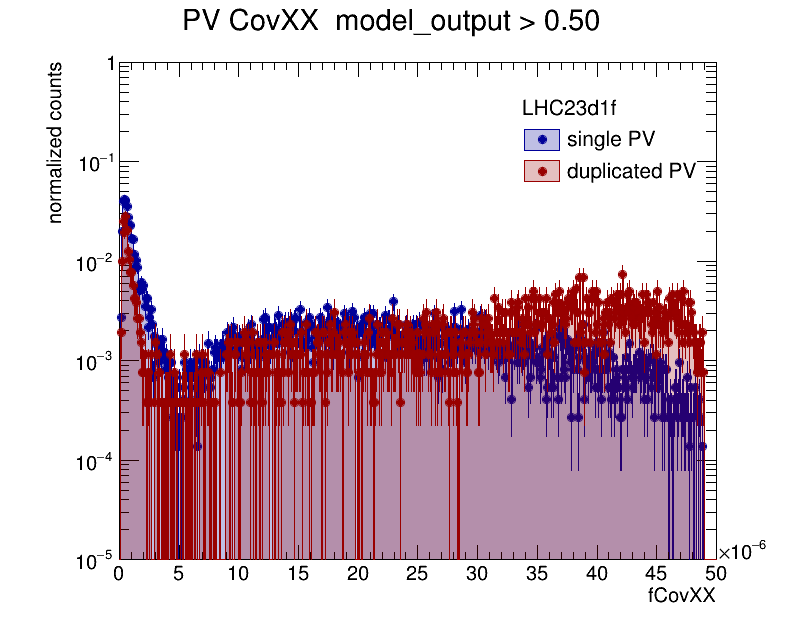 PV CovXX  model_output > 0.50
normalized counts
1
10⁻¹
10⁻²
10⁻³
10⁻⁴
10⁻⁵
LHC23d1f
single PV
duplicated PV
0 5 10 15 20 25 30 35 40 45 50
×10⁻⁶
fCovXX